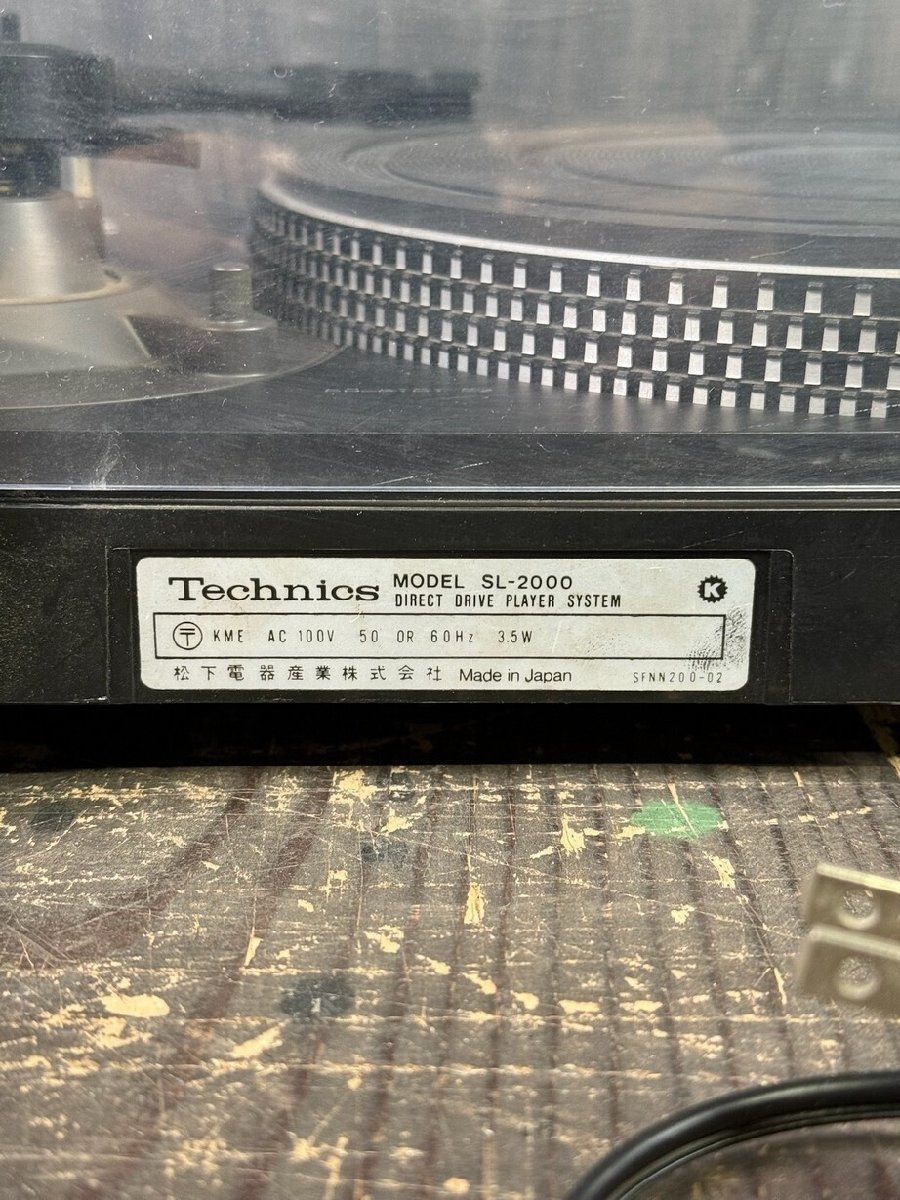 Technics MODEL SL-2000
DIRECT DRIVE PLAYER SYSTEM
K
〒 KME AC 100V 50 OR 60Hz 3.5W
松下電器産業株式会社 Made in Japan SFNN200-02